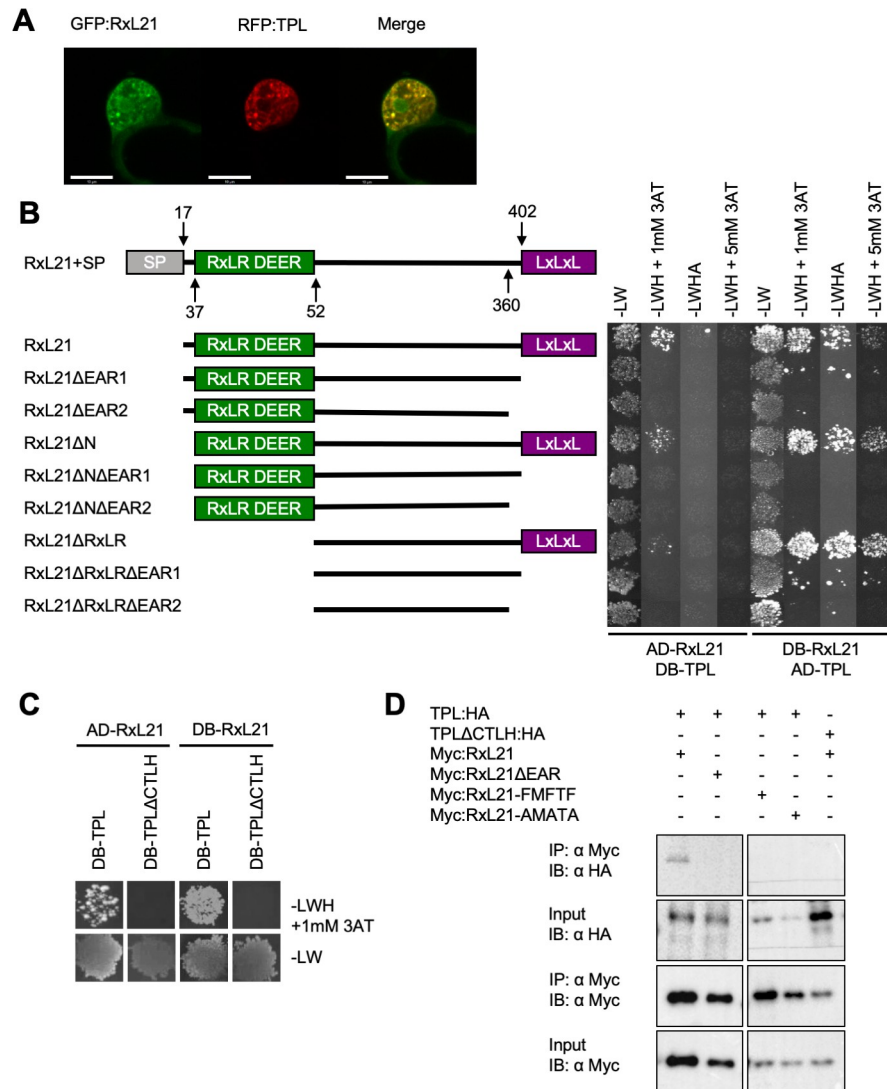 A
GFP:RxL21 RFP:TPL Merge
B
17 402
RxL21+SP SP RxLR DEER LxLxL
37 52 360
-LW -LWH + 1mM 3AT -LWHA -LWH + 5mM 3AT -LW -LWH + 1mM 3AT -LWHA -LWH + 5mM 3AT
RxL21 RxLR DEER LxLxL
RxL21ΔEAR1 RxLR DEER
RxL21ΔEAR2 RxLR DEER
RxL21ΔN RxLR DEER LxLxL
RxL21ΔNΔEAR1 RxLR DEER
RxL21ΔNΔEAR2 RxLR DEER
RxL21ΔRxLR LxLxL
RxL21ΔRxLRΔEAR1
RxL21ΔRxLRΔEAR2
AD-RxL21 DB-RxL21
DB-TPL AD-TPL
C
AD-RxL21 DB-RxL21
DB-TPL DB-TPLΔCTLH DB-TPL DB-TPLΔCTLH
-LWH
+1mM 3AT
-LW
D
TPL:HA + + + + -
TPLΔCTLH:HA - - - - +
Myc:RxL21 + - - - +
Myc:RxL21ΔEAR - + - - -
Myc:RxL21-FMFTF - - + - -
Myc:RxL21-AMATA - - - + -
IP: α Myc
IB: α HA
Input
IB: α HA
IP: α Myc
IB: α Myc
Input
IB: α Myc